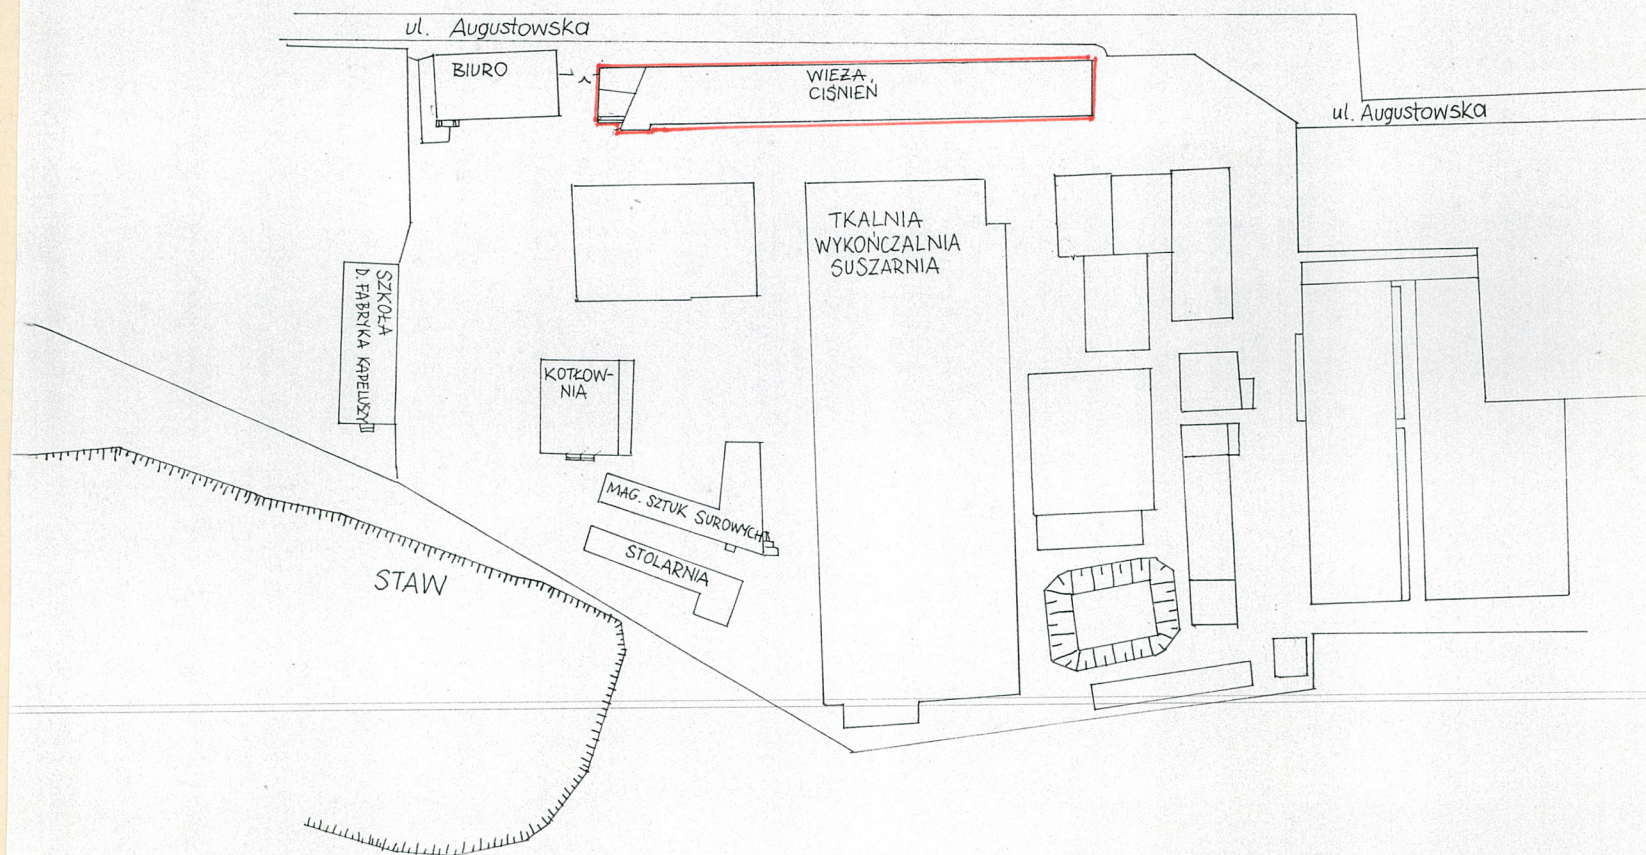 ul. Augustowska
BIURO
WIEŻA
CIŚNIEŃ
ul. Augustowska
TKALNIA
WYKOŃCZALNIA
SUSZARNIA
SZKOŁA
D. FABRYKA KAPELUSZY
KOTŁOW-
NIA
MAG. SZTUK SUROWYCH
STOLARNIA
STAW